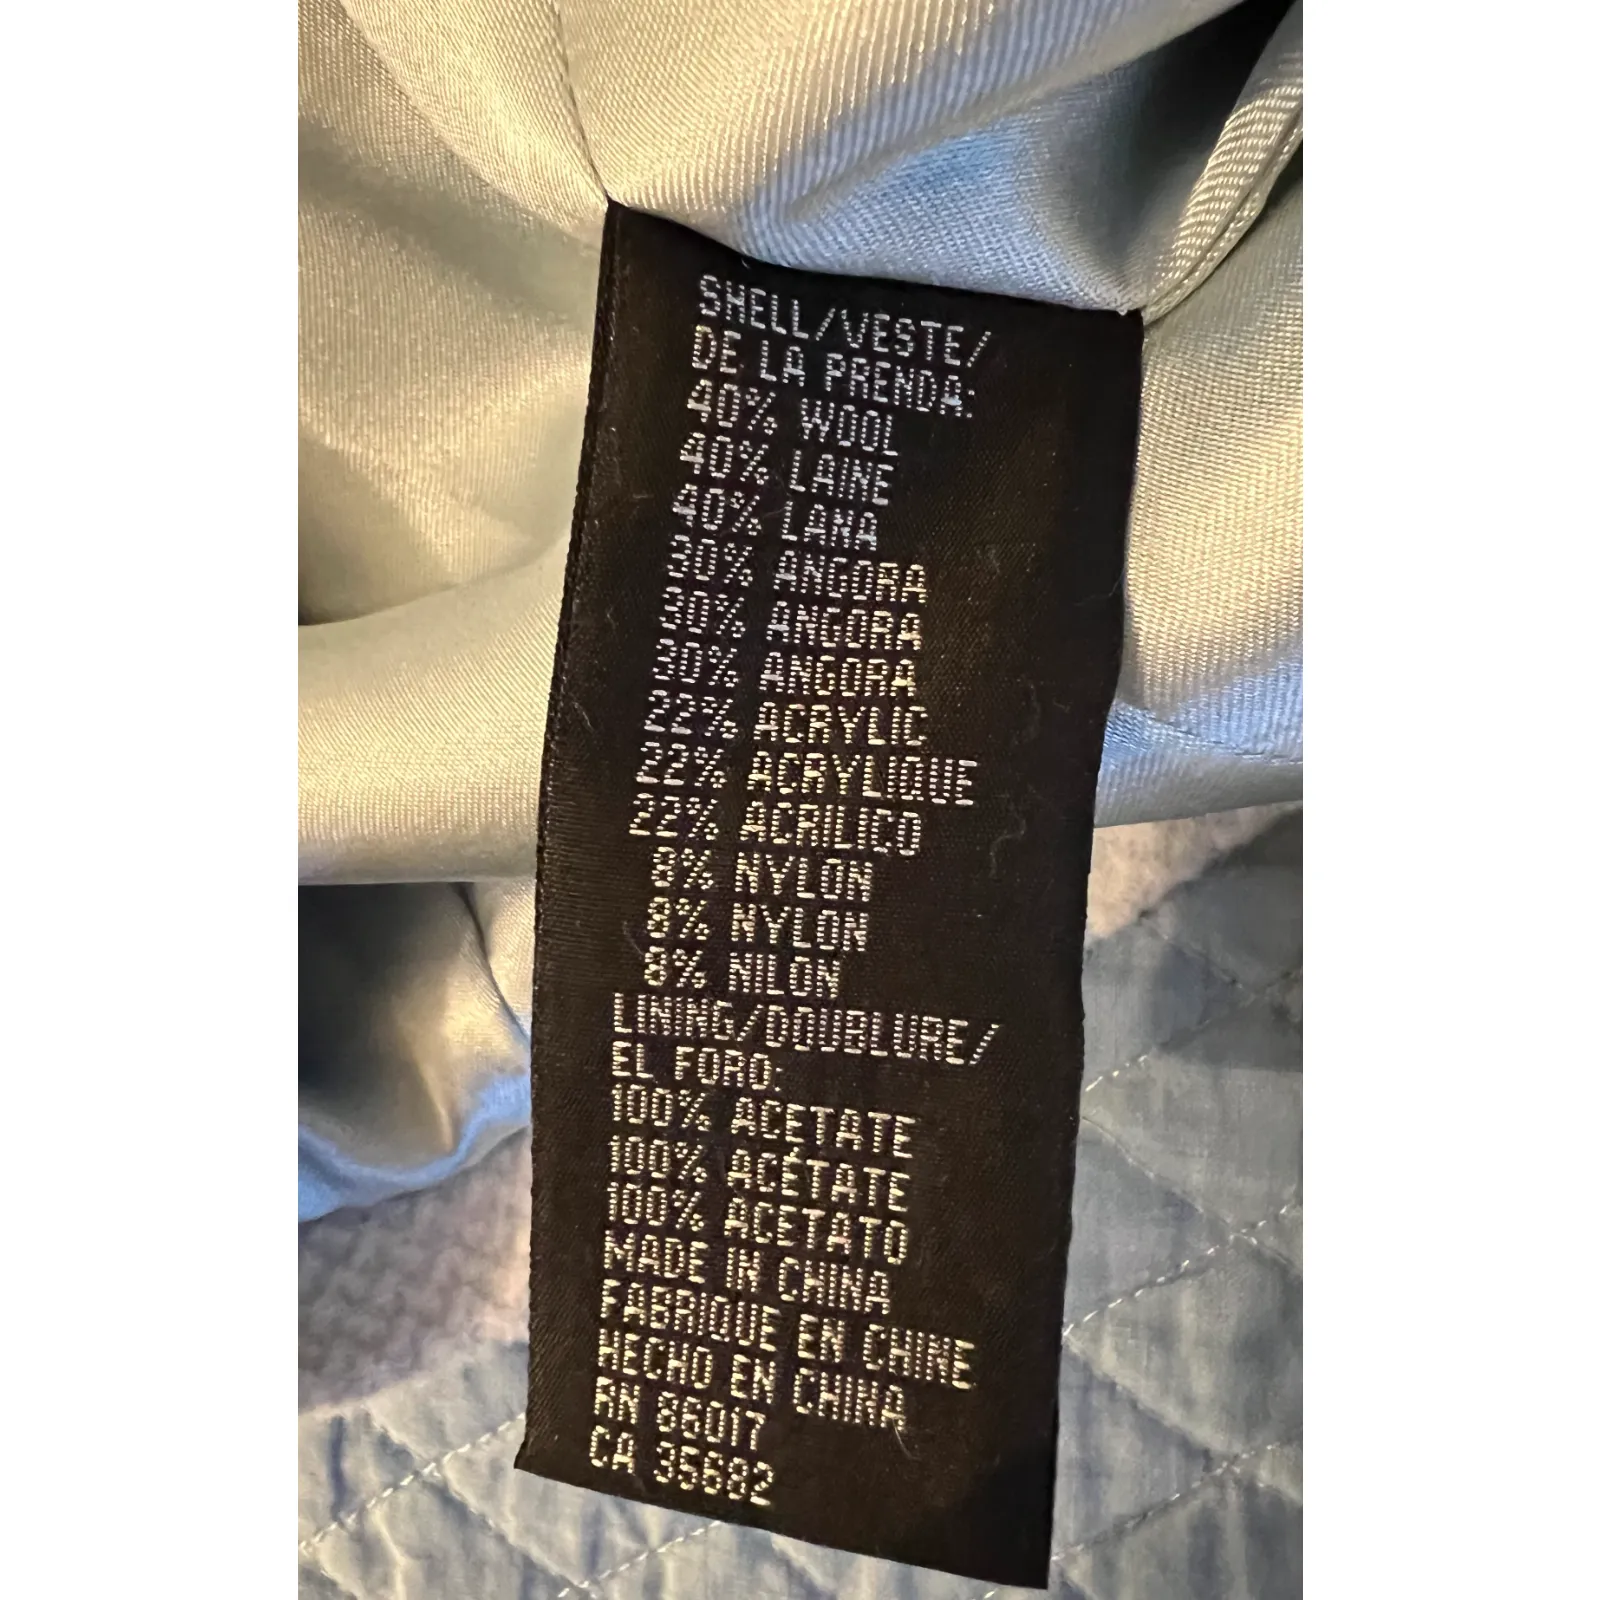 SHELL/VESTE/
DE LA PRENDA:
40% WOOL
40% LAINE
40% LANA
30% ANGORA
30% ANGORA
30% ANGORA
22% ACRYLIC
22% ACRYLIQUE
22% ACRILICO
8% NYLON
8% NYLON
8% NILON
LINING/DOUBLURE/
EL FORO:
100% ACETATE
100% ACÉTATE
100% ACETATO
MADE IN CHINA
FABRIQUE EN CHINE
HECHO EN CHINA
RN 86017
CA 35682